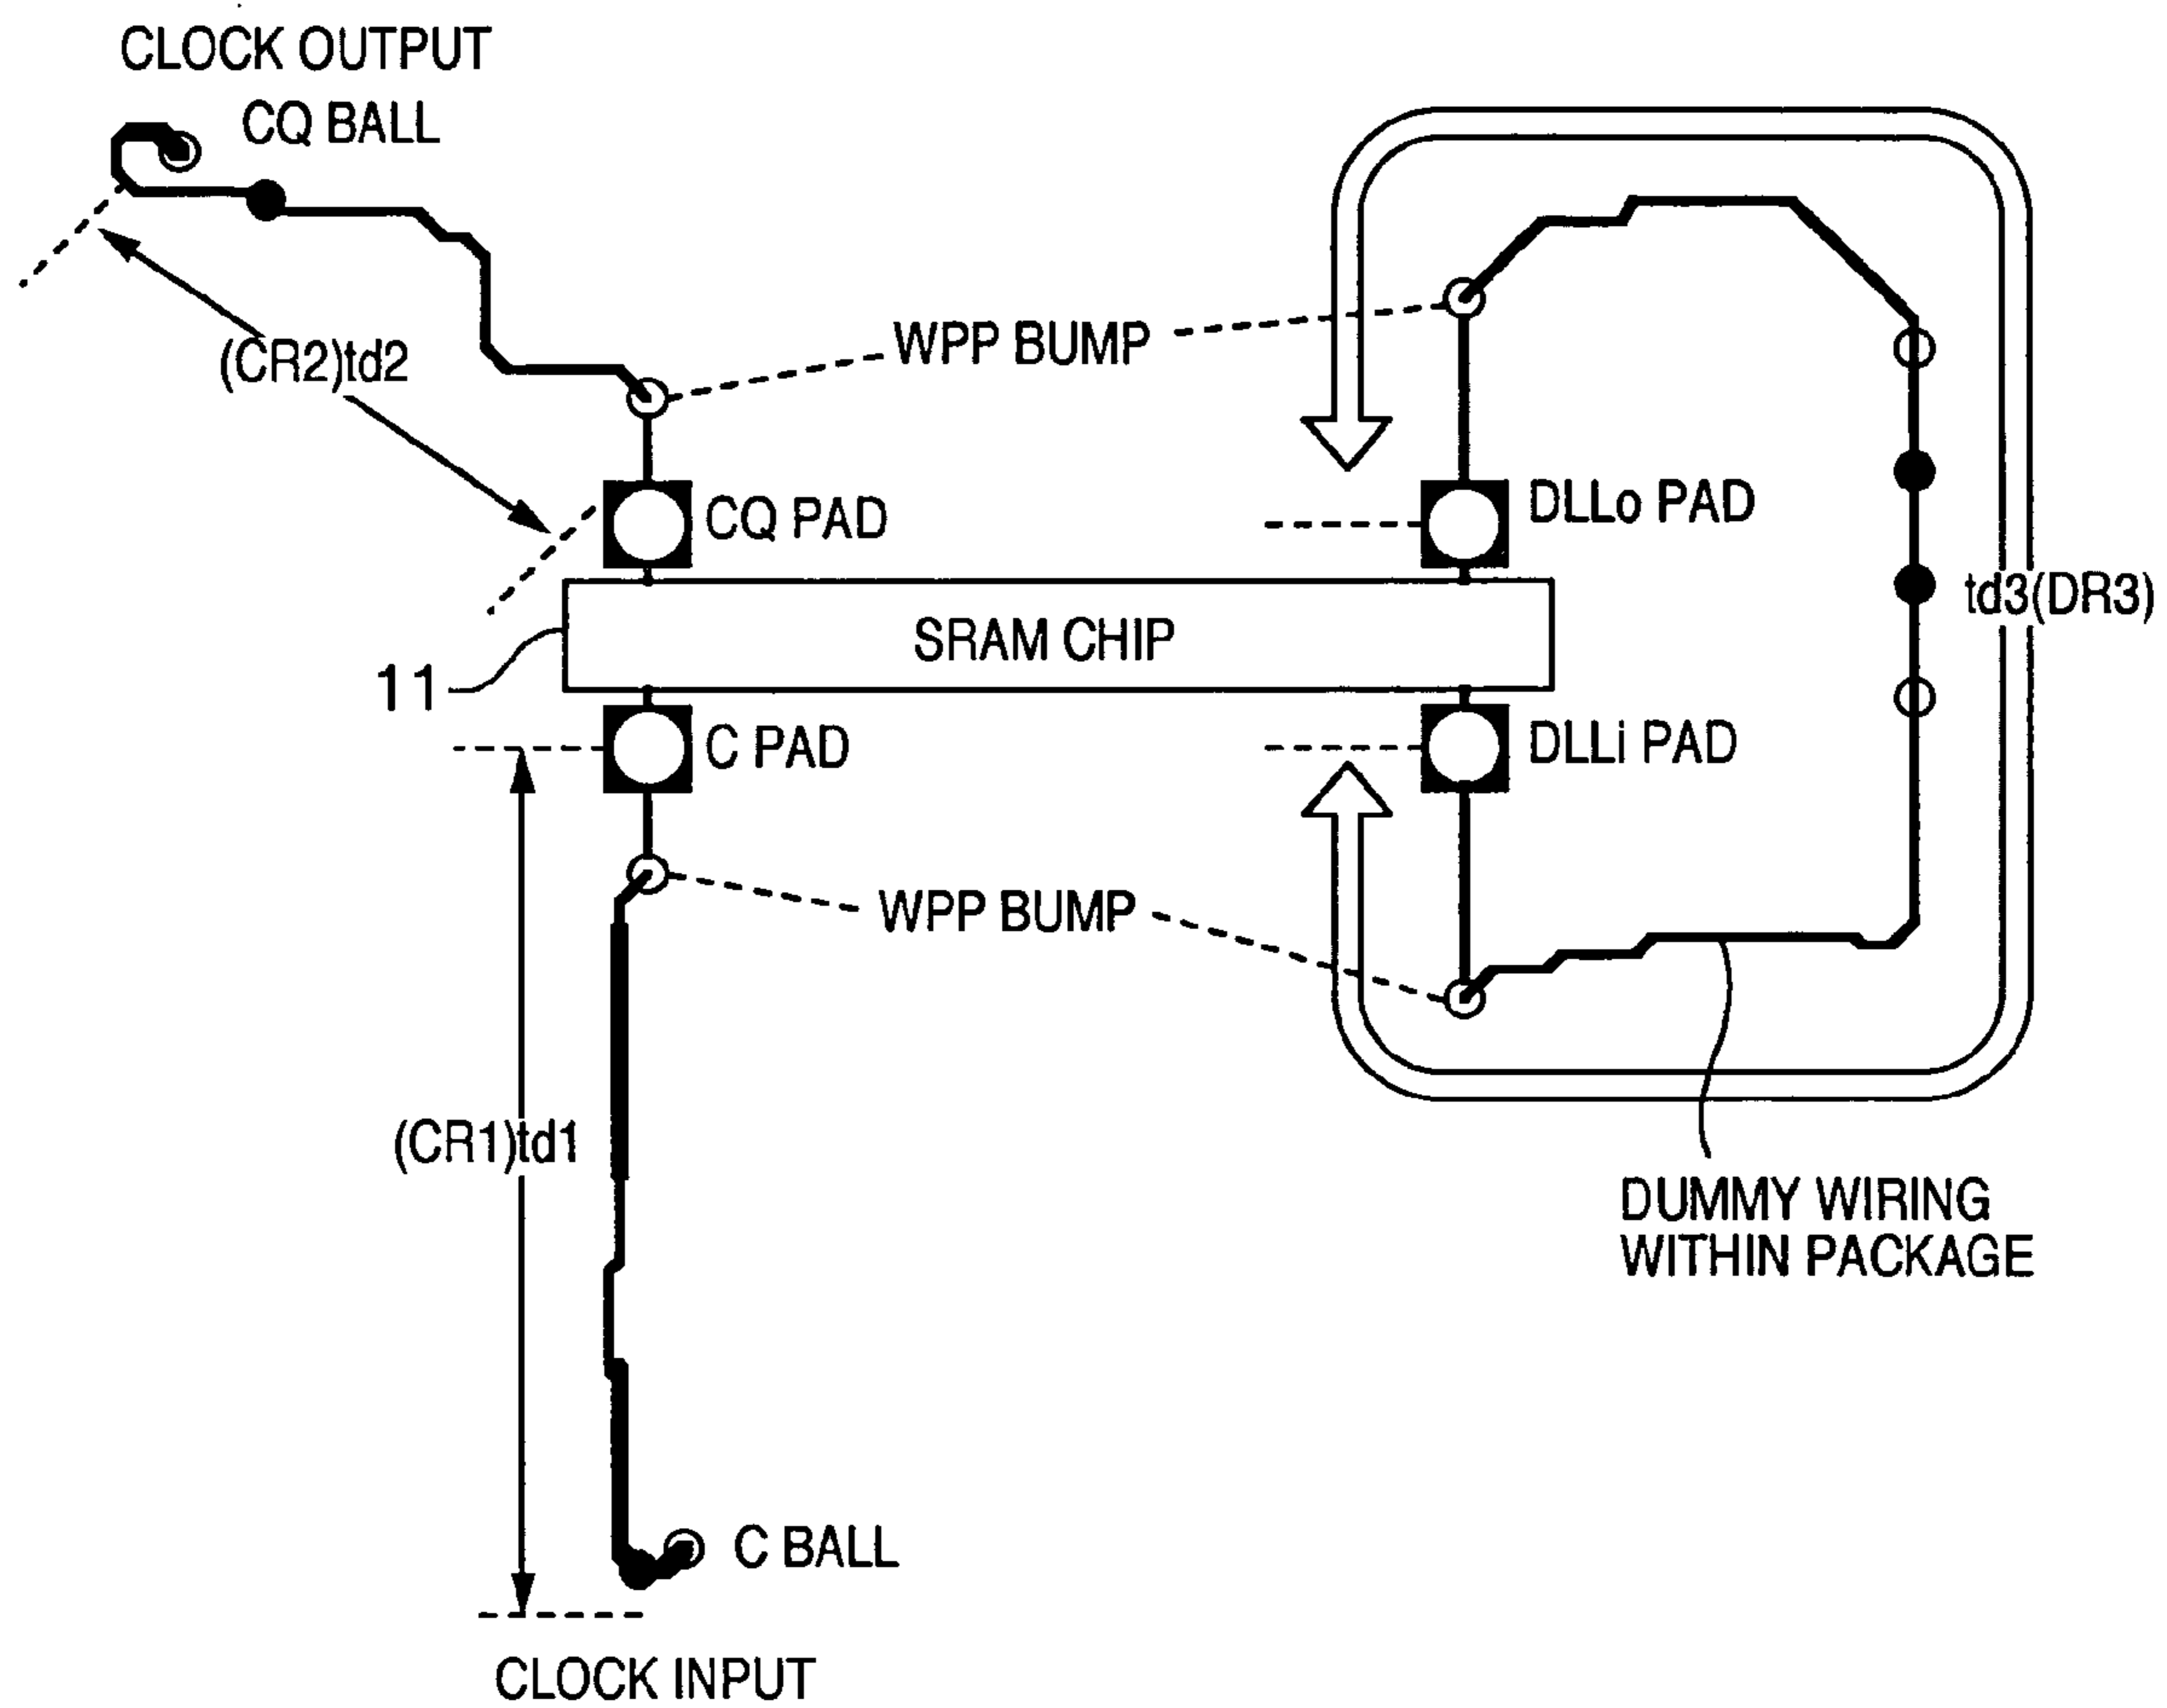 CLOCK OUTPUT
CQ BALL
(CR2)td2
WPP BUMP
CQ PAD
DLLo PAD
td3(DR3)
SRAM CHIP
11
C PAD
DLLi PAD
WPP BUMP
(CR1)td1
DUMMY WIRING
WITHIN PACKAGE
C BALL
CLOCK INPUT